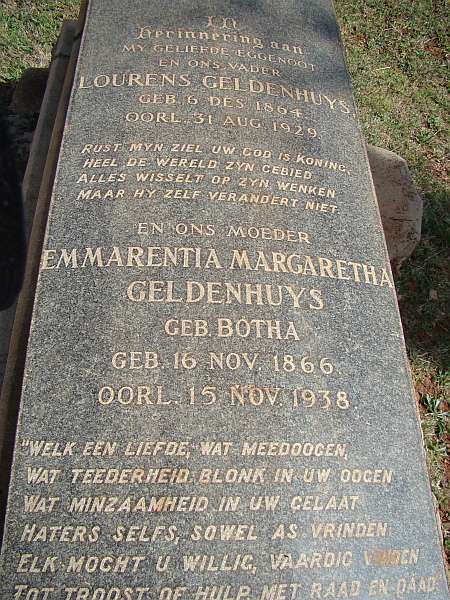 In
Herinnering aan
MY GELIEFDE EGGENOOT
EN ONS VADER
LOURENS GELDENHUYS
GEB. 6 DES. 1864.
OORL. 31 AUG. 1929.
RUST MYN ZIEL UW GOD IS KONING,
HEEL DE WERELD ZYN GEBIED
ALLES WISSELT OP ZYN WENKEN
MAAR HY ZELF VERANDERT NIET.
EN ONS MOEDER
EMMARENTIA MARGARETHA
GELDENHUYS
GEB. BOTHA
GEB. 16 NOV. 1866
OORL. 15 NOV. 1938.
"WELK EEN LIEFDE, WAT MEEDOOGEN,
WAT TEEDERHEID BLONK IN UW OOGEN
WAT MINZAAMHEID IN UW GELAAT
HATERS SELFS, SOWEL AS VRINDEN
ELK MOCHT U WILLIG, VAARDIG VINDEN
TOT TROOST OF HULP MET RAAD EN DAAD